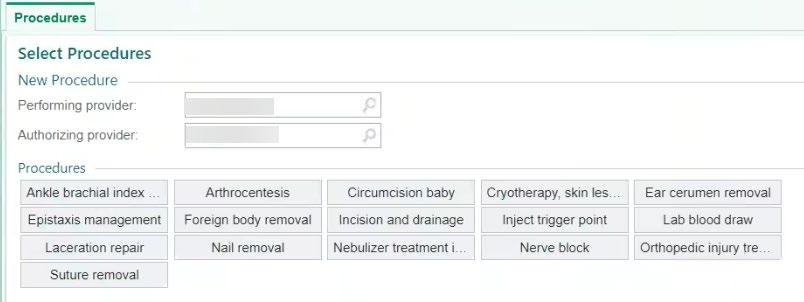 Procedures
Select Procedures
New Procedure
Performing provider:
Authorizing provider:
Procedures
Ankle brachial index ... Arthrocentesis Circumcision baby Cryotherapy, skin les... Ear cerumen removal
Epistaxis management Foreign body removal Incision and drainage Inject trigger point Lab blood draw
Laceration repair Nail removal Nebulizer treatment i... Nerve block Orthopedic injury tre...
Suture removal